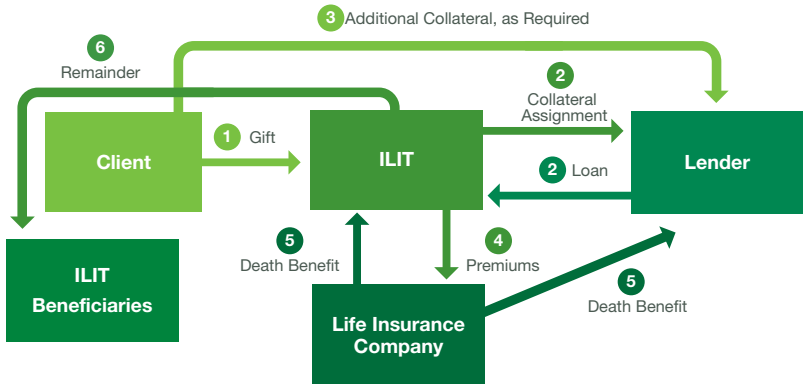 3 Additional Collateral, as Required
6
Remainder
2
Collateral
Assignment
Client
1 Gift
ILIT
Lender
2 Loan
5
Death Benefit
4
Premiums
ILIT
Beneficiaries
5
Death Benefit
Life Insurance
Company